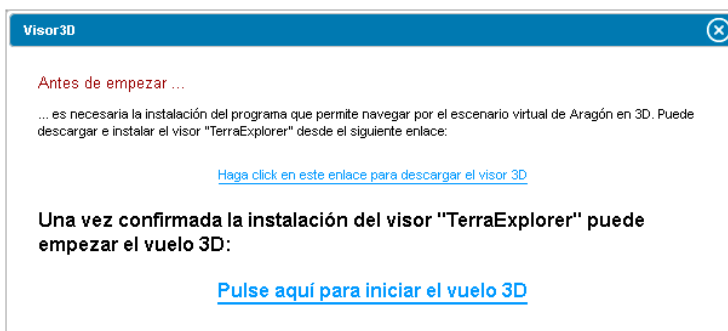 Visor3D
Antes de empezar ...
... es necesaria la instalación del programa que permite navegar por el escenario virtual de Aragón en 3D. Puede
descargar e instalar el visor "TerraExplorer" desde el siguiente enlace:
Haga click en este enlace para descargar el visor 3D
Una vez confirmada la instalación del visor "TerraExplorer" puede
empezar el vuelo 3D:
Pulse aquí para iniciar el vuelo 3D